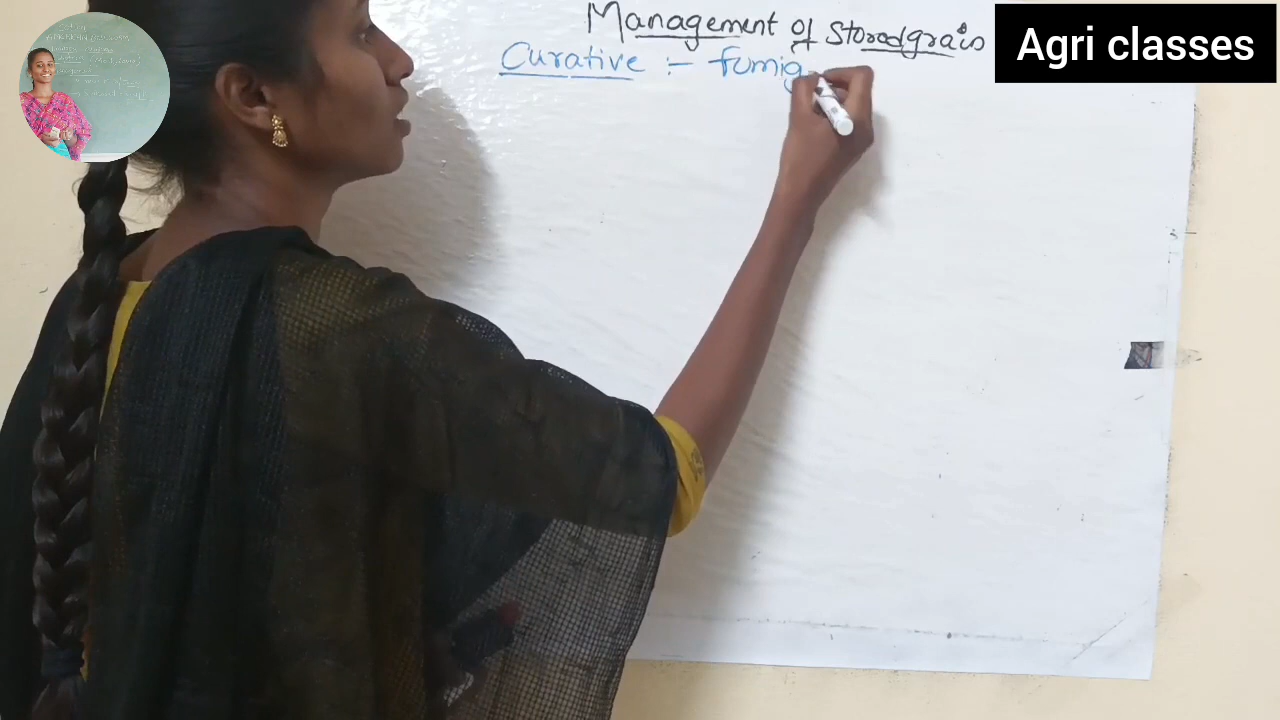 Management of Storedgrains
Agri classes
Curative :- fumig